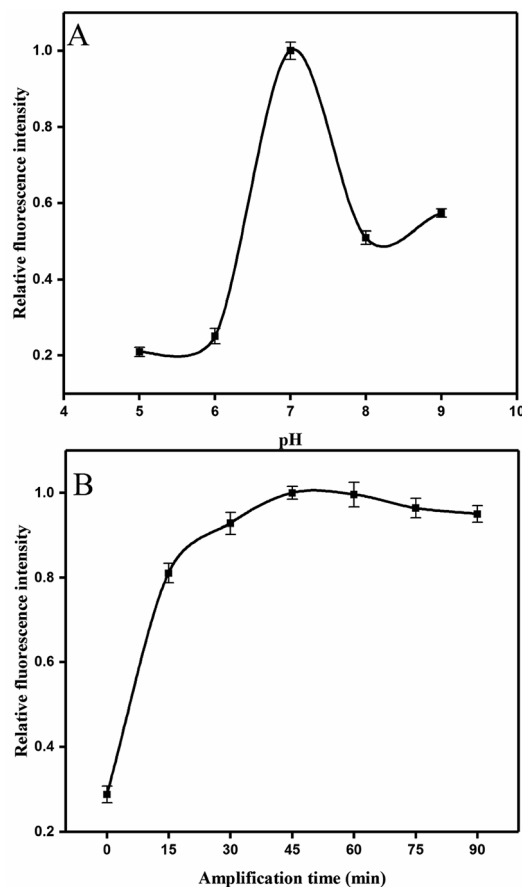 A
Relative fluorescence intensity
1.0
0.8
0.6
0.4
0.2
4 5 6 7 8 9 10
pH
B
Relative fluorescence intensity
1.0
0.8
0.6
0.4
0.2
0 15 30 45 60 75 90
Amplification time (min)